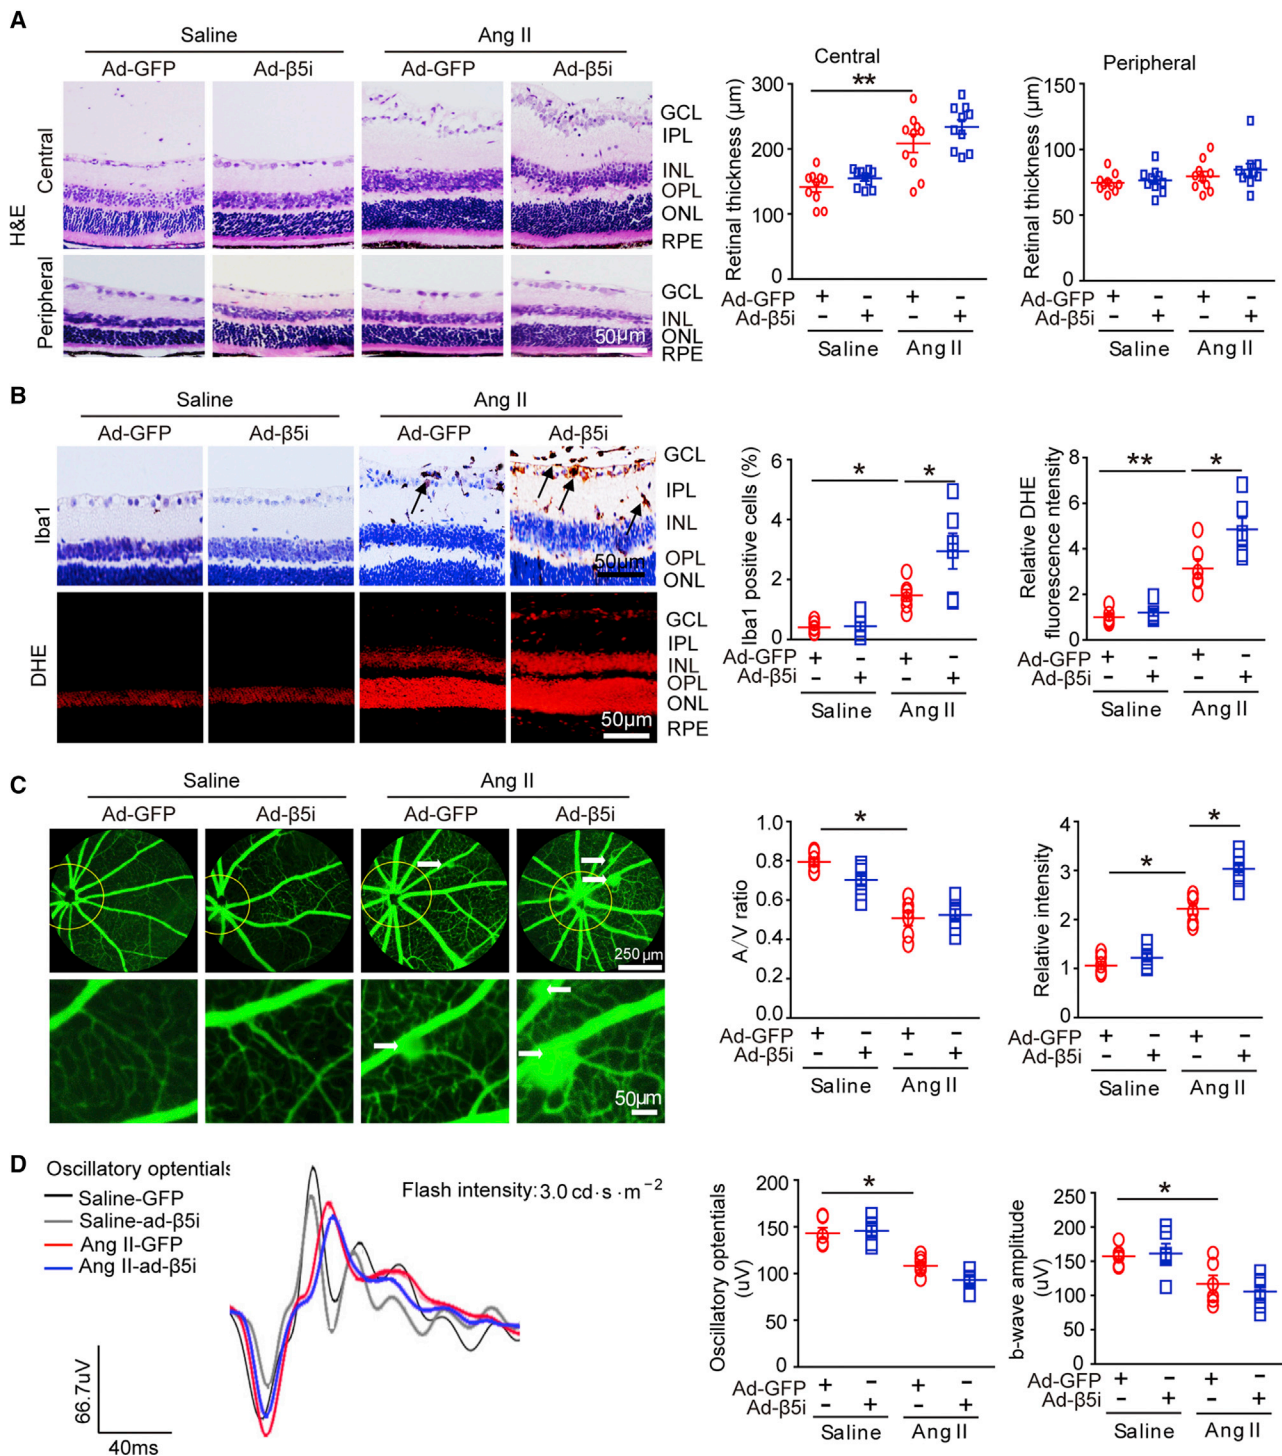 A
Saline
Ang II
Ad-GFP
Ad-β5i
Ad-GFP
Ad-β5i
H&E
Central
GCL
IPL
INL
OPL
ONL
RPE
Peripheral
GCL
INL
ONL
RPE
50µm
Central
**
Retinal thickness (µm)
300
200
100
0
Ad-GFP + - + -
Ad-β5i - + - +
Saline Ang II
Peripheral
Retinal thickness (µm)
150
100
50
0
Ad-GFP + - + -
Ad-β5i - + - +
Saline Ang II
B
Saline
Ang II
Ad-GFP
Ad-β5i
Ad-GFP
Ad-β5i
Iba1
GCL
IPL
INL
OPL
ONL
50µm
DHE
GCL
IPL
INL
OPL
ONL
RPE
50µm
Iba1 positive cells (%)
6
4
2
0
* *
Ad-GFP + - + -
Ad-β5i - + - +
Saline Ang II
Relative DHE
fluorescence intensity
8
6
4
2
0
** *
Ad-GFP + - + -
Ad-β5i - + - +
Saline Ang II
C
Saline
Ang II
Ad-GFP
Ad-β5i
Ad-GFP
Ad-β5i
250 µm
50µm
A/V ratio
1.0
0.8
0.6
0.4
0.2
0.0
*
Ad-GFP + - + -
Ad-β5i - + - +
Saline Ang II
Relative intensity
4
3
2
1
0
* *
Ad-GFP + - + -
Ad-β5i - + - +
Saline Ang II
D
Oscillatory optentials
Saline-GFP
Saline-ad-β5i
Ang II-GFP
Ang II-ad-β5i
Flash intensity: 3.0 cd·s·m⁻²
66.7uV
40ms
Oscillatory optentials
(uV)
200
150
100
50
0
*
Ad-GFP + - + -
Ad-β5i - + - +
Saline Ang II
b-wave amplitude
(uV)
250
200
150
100
50
0
*
Ad-GFP + - + -
Ad-β5i - + - +
Saline Ang II